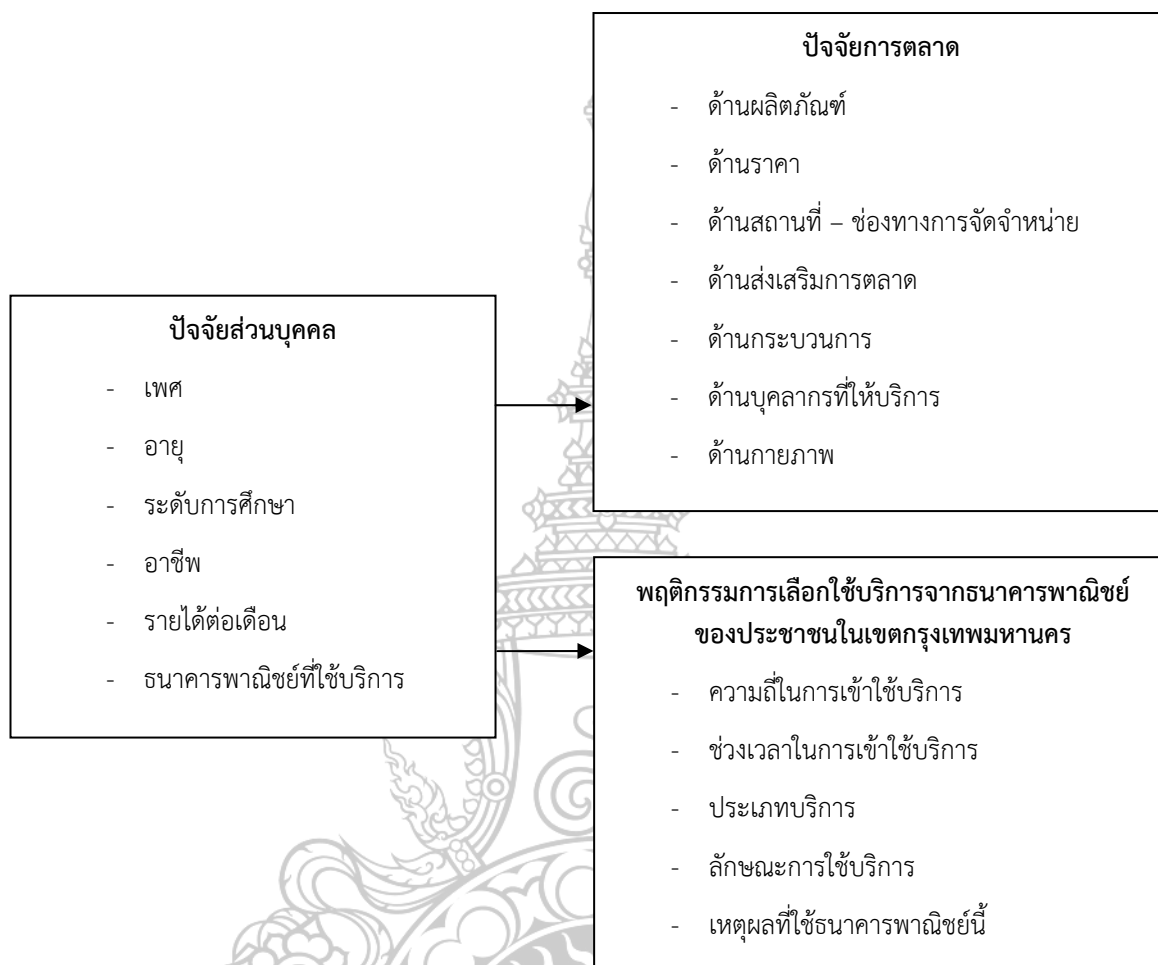 ปัจจัยการตลาด
- ด้านผลิตภัณฑ์
- ด้านราคา
- ด้านสถานที่ – ช่องทางการจัดจำหน่าย
- ด้านส่งเสริมการตลาด
- ด้านกระบวนการ
- ด้านบุคลากรที่ให้บริการ
- ด้านกายภาพ
ปัจจัยส่วนบุคคล
- เพศ
- อายุ
- ระดับการศึกษา
- อาชีพ
- รายได้ต่อเดือน
- ธนาคารพาณิชย์ที่ใช้บริการ
พฤติกรรมการเลือกใช้บริการจากธนาคารพาณิชย์
ของประชาชนในเขตกรุงเทพมหานคร
- ความถี่ในการเข้าใช้บริการ
- ช่วงเวลาในการเข้าใช้บริการ
- ประเภทบริการ
- ลักษณะการใช้บริการ
- เหตุผลที่ใช้ธนาคารพาณิชย์นี้